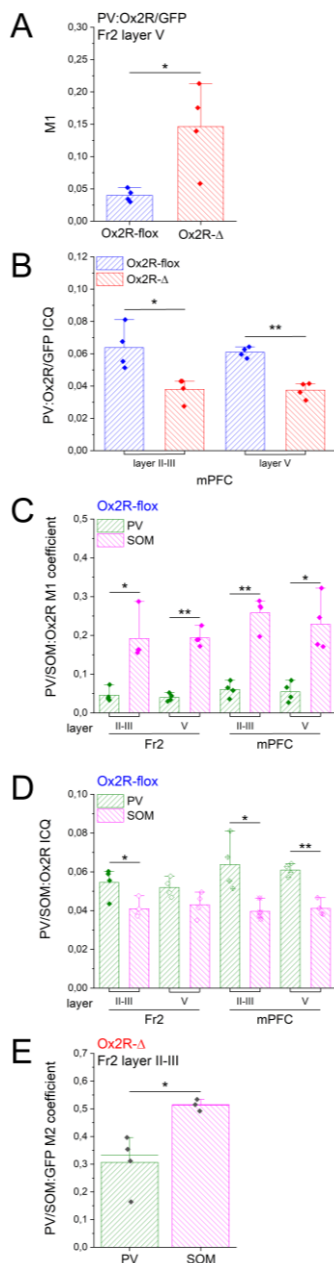 A
PV:Ox2R/GFP
Fr2 layer V
*
M1
0,25
0,20
0,15
0,10
0,05
0,00
Ox2R-flox
Ox2R-Δ
B
Ox2R-flox
Ox2R-Δ
*
**
PV:Ox2R/GFP ICQ
0,12
0,10
0,08
0,06
0,04
0,02
0,00
layer II-III
layer V
mPFC
C
Ox2R-flox
PV
SOM
*
**
**
*
PV/SOM:Ox2R M1 coefficient
0,5
0,4
0,3
0,2
0,1
0,0
layer
II-III
V
II-III
V
Fr2
mPFC
D
Ox2R-flox
PV
SOM
*
*
**
PV/SOM:Ox2R ICQ
0,12
0,10
0,08
0,06
0,04
0,02
0,00
layer
II-III
V
II-III
V
Fr2
mPFC
E
Ox2R-Δ
Fr2 layer II-III
*
PV/SOM:GFP M2 coefficient
0,7
0,6
0,5
0,4
0,3
0,2
0,1
0,0
PV
SOM